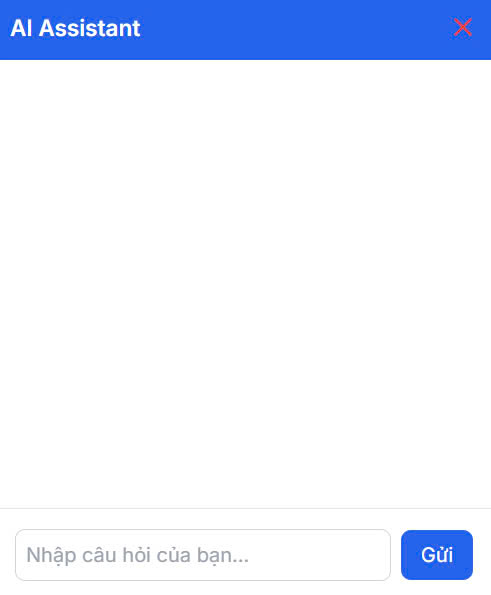 AI Assistant
Nhập câu hỏi của bạn...
Gửi